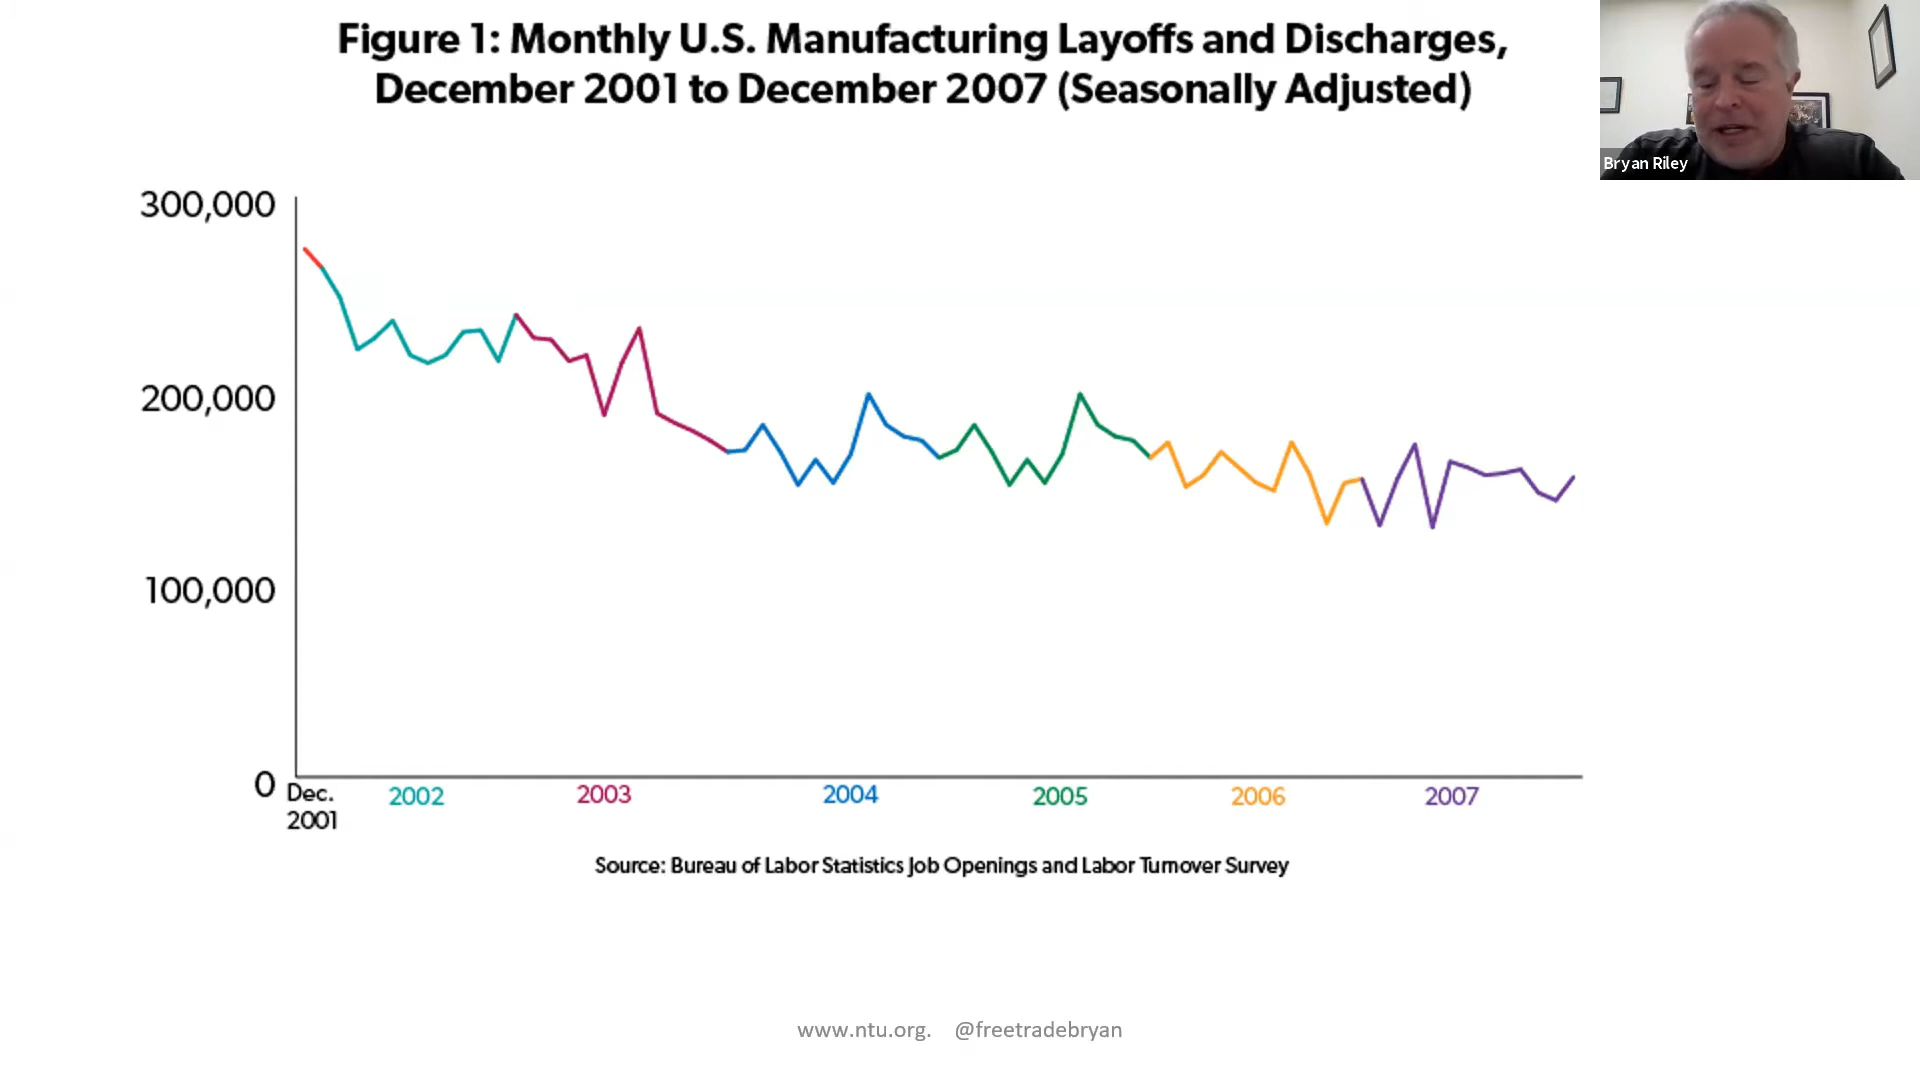 Figure 1: Monthly U.S. Manufacturing Layoffs and Discharges,
December 2001 to December 2007 (Seasonally Adjusted)
Bryan Riley
300,000
200,000
100,000
0
Dec.
2001
2002
2003
2004
2005
2006
2007
Source: Bureau of Labor Statistics Job Openings and Labor Turnover Survey
www.ntu.org. @freetradebryan